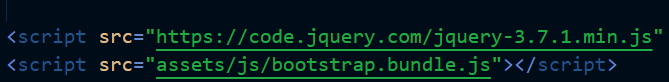 <script src="https://code.jquery.com/jquery-3.7.1.min.js"
<script src="assets/js/bootstrap.bundle.js"></script>